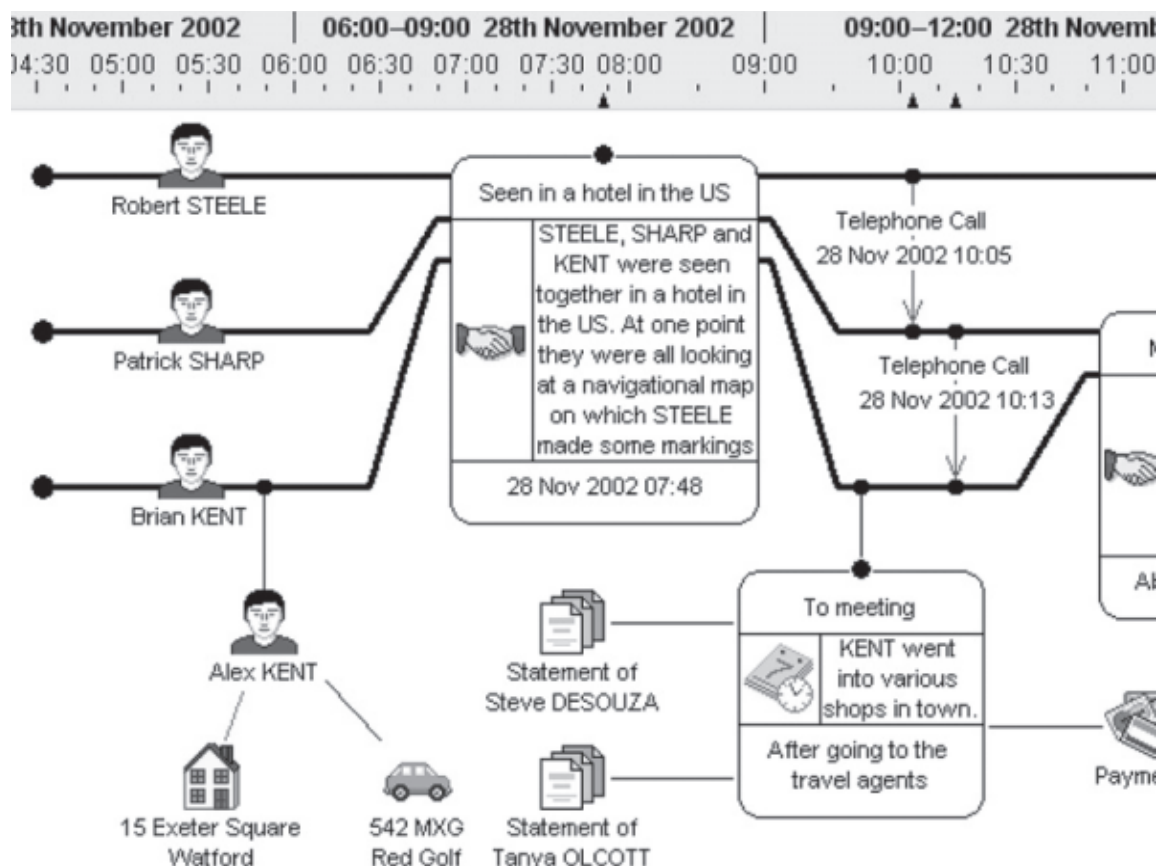 8th November 2002 06:00–09:00 28th November 2002 09:00–12:00 28th Novemb
04:30 05:00 05:30 06:00 06:30 07:00 07:30 08:00 09:00 10:00 10:30 11:00
Robert STEELE
Seen in a hotel in the US
STEELE, SHARP and
KENT were seen
together in a hotel in
the US. At one point
they were all looking
at a navigational map
on which STEELE
made some markings
28 Nov 2002 07:48
Telephone Call
28 Nov 2002 10:05
Patrick SHARP
Telephone Call
28 Nov 2002 10:13
M
Brian KENT
Ab
To meeting
KENT went
into various
shops in town.
After going to the
travel agents
Alex KENT
Statement of
Steve DESOUZA
Payme
15 Exeter Square
Watford
542 MXG
Red Golf
Statement of
Tanya OLCOTT